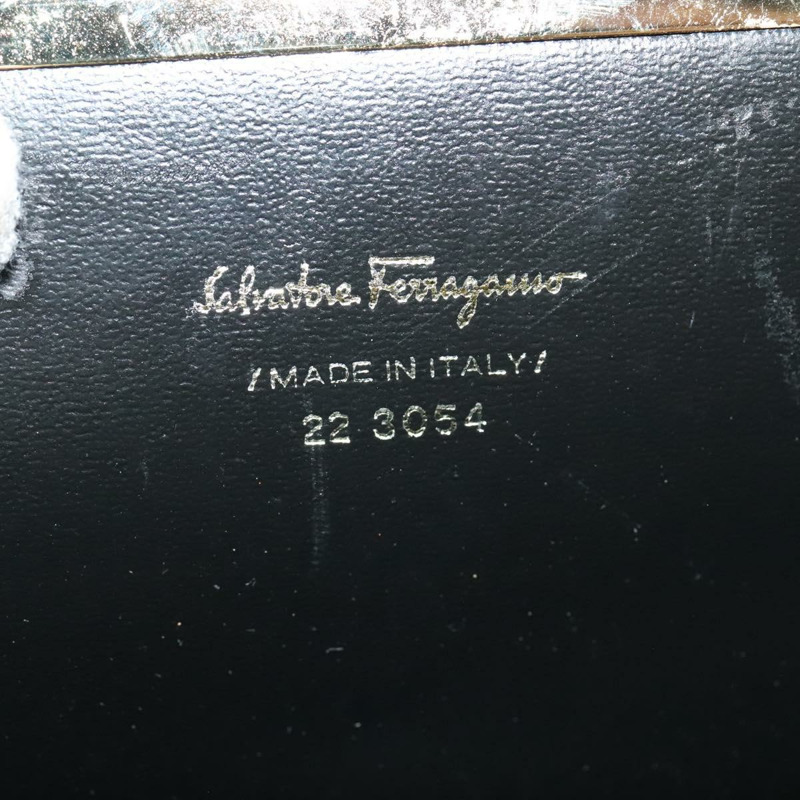 Salvatore Ferragamo
/MADE IN ITALY/
22 3054